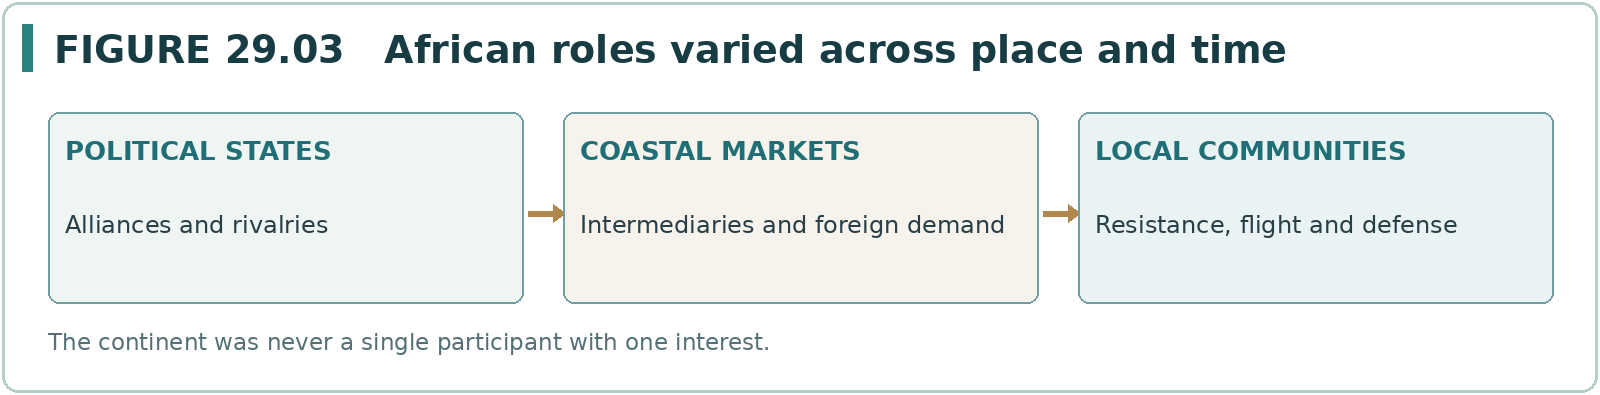 FIGURE 29.03 African roles varied across place and time
POLITICAL STATES
Alliances and rivalries
COASTAL MARKETS
Intermediaries and foreign demand
LOCAL COMMUNITIES
Resistance, flight and defense
The continent was never a single participant with one interest.